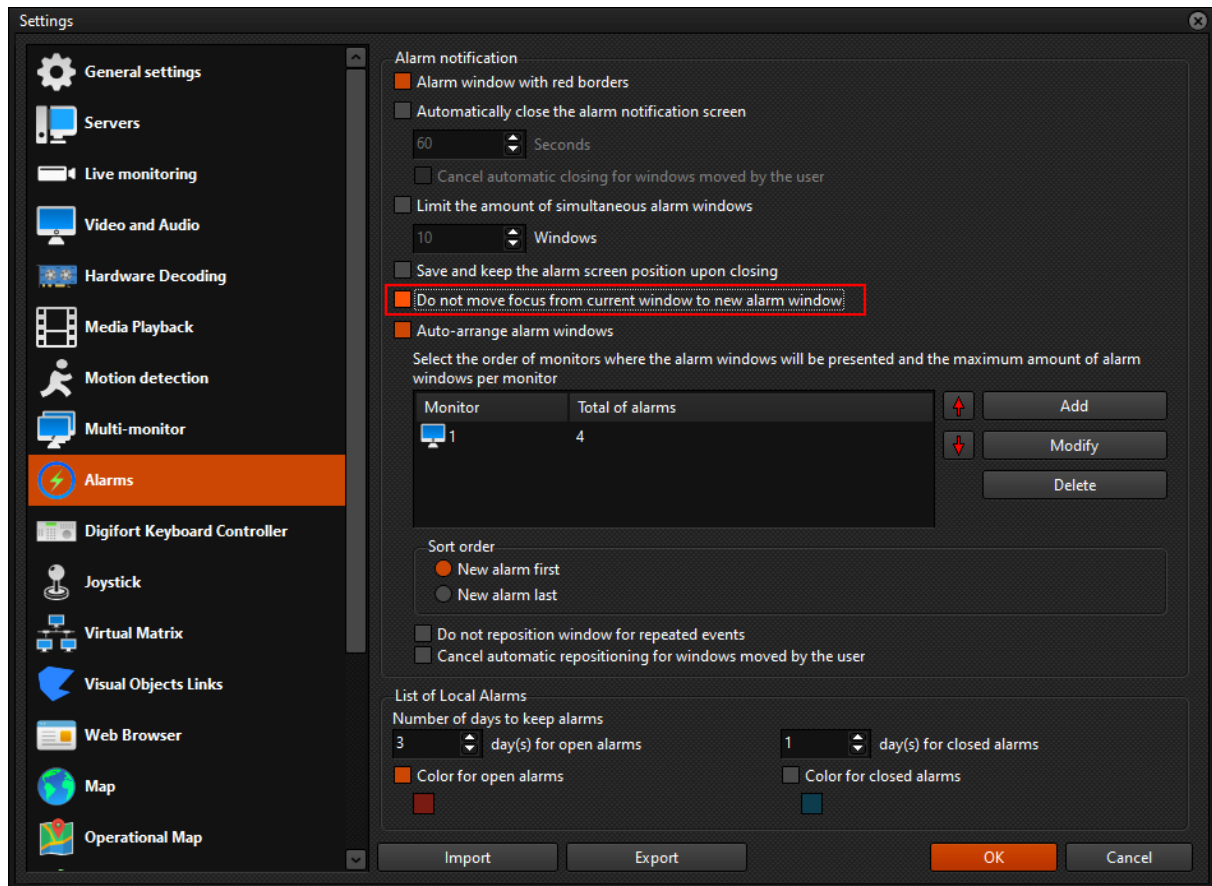 Settings
General settings
Servers
Live monitoring
Video and Audio
Hardware Decoding
Media Playback
Motion detection
Multi-monitor
Alarms
Digifort Keyboard Controller
Joystick
Virtual Matrix
Visual Objects Links
Web Browser
Map
Operational Map
Alarm notification
Alarm window with red borders
Automatically close the alarm notification screen
60 Seconds
Cancel automatic closing for windows moved by the user
Limit the amount of simultaneous alarm windows
10 Windows
Save and keep the alarm screen position upon closing
Do not move focus from current window to new alarm window
Auto-arrange alarm windows
Select the order of monitors where the alarm windows will be presented and the maximum amount of alarm
windows per monitor
Monitor Total of alarms
1 4
Add
Modify
Delete
Sort order
New alarm first
New alarm last
Do not reposition window for repeated events
Cancel automatic repositioning for windows moved by the user
List of Local Alarms
Number of days to keep alarms
3 day(s) for open alarms 1 day(s) for closed alarms
Color for open alarms Color for closed alarms
Import Export OK Cancel